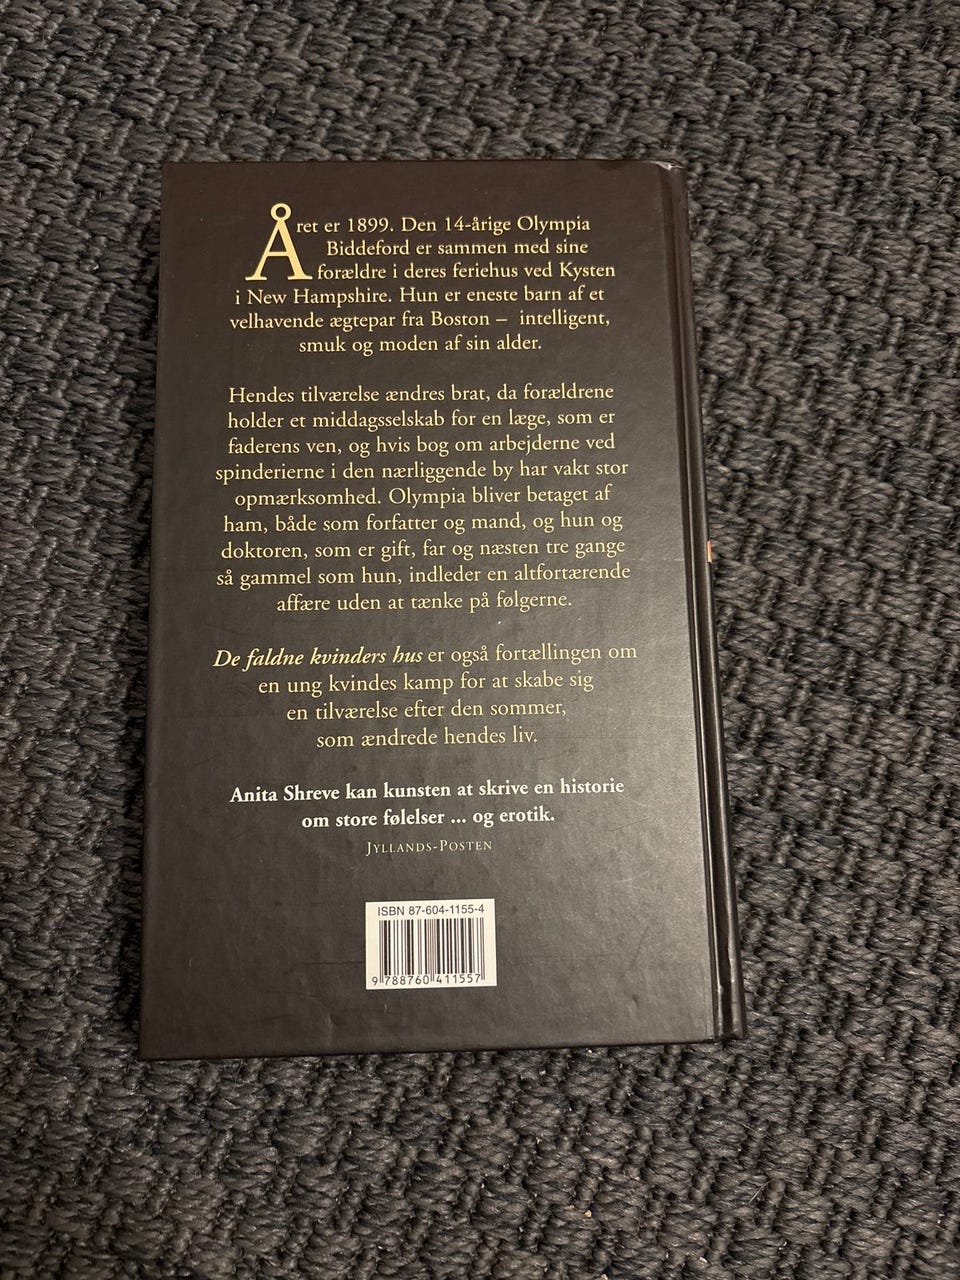 Året er 1899. Den 14-årige Olympia
Biddeford er sammen med sine
forældre i deres feriehus ved Kysten
i New Hampshire. Hun er eneste barn af et
velhavende ægtepar fra Boston – intelligent,
smuk og moden af sin alder.
Hendes tilværelse ændres brat, da forældrene
holder et middagsselskab for en læge, som er
faderens ven, og hvis bog om arbejderne ved
spinderierne i den nærliggende by har vakt stor
opmærksomhed. Olympia bliver betaget af
ham, både som forfatter og mand, og hun og
doktoren, som er gift, far og næsten tre gange
så gammel som hun, indleder en altfortærende
affære uden at tænke på følgerne.
De faldne kvinders hus er også fortællingen om
en ung kvindes kamp for at skabe sig
en tilværelse efter den sommer,
som ændrede hendes liv.
Anita Shreve kan kunsten at skrive en historie
om store følelser ... og erotik.
Jyllands-Posten
ISBN 87-604-1155-4
9 788760 411557